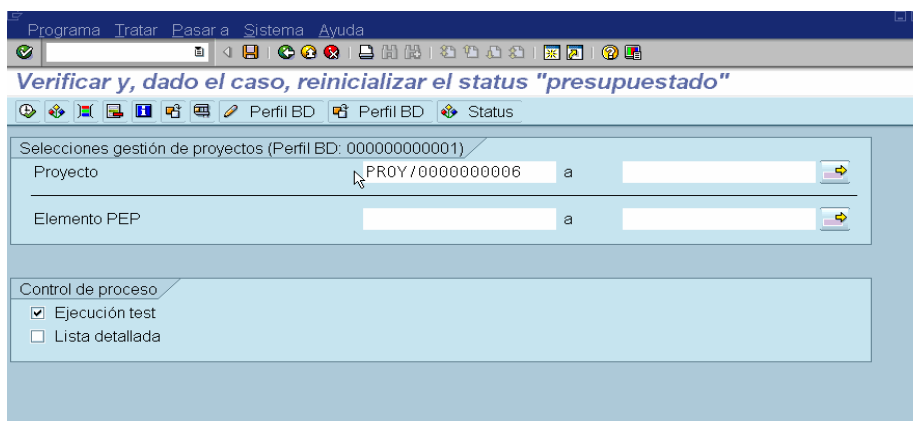 Programa Tratar Pasar a Sistema Ayuda
Verificar y, dado el caso, reinicializar el status "presupuestado"
Perfil BD Perfil BD Status
Selecciones gestión de proyectos (Perfil BD: 000000000001)
Proyecto PROY/0000000006 a
Elemento PEP a
Control de proceso
Ejecución test
Lista detallada